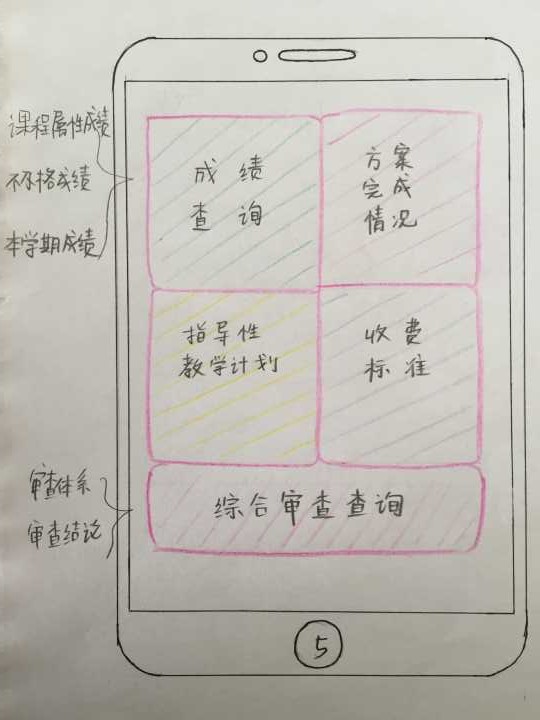 课程属性成绩
不及格成绩
本学期成绩
成绩
查询
方案
完成
情况
指导性
教学计划
收费
标准
审查体系
审查结论
综合审查查询
5